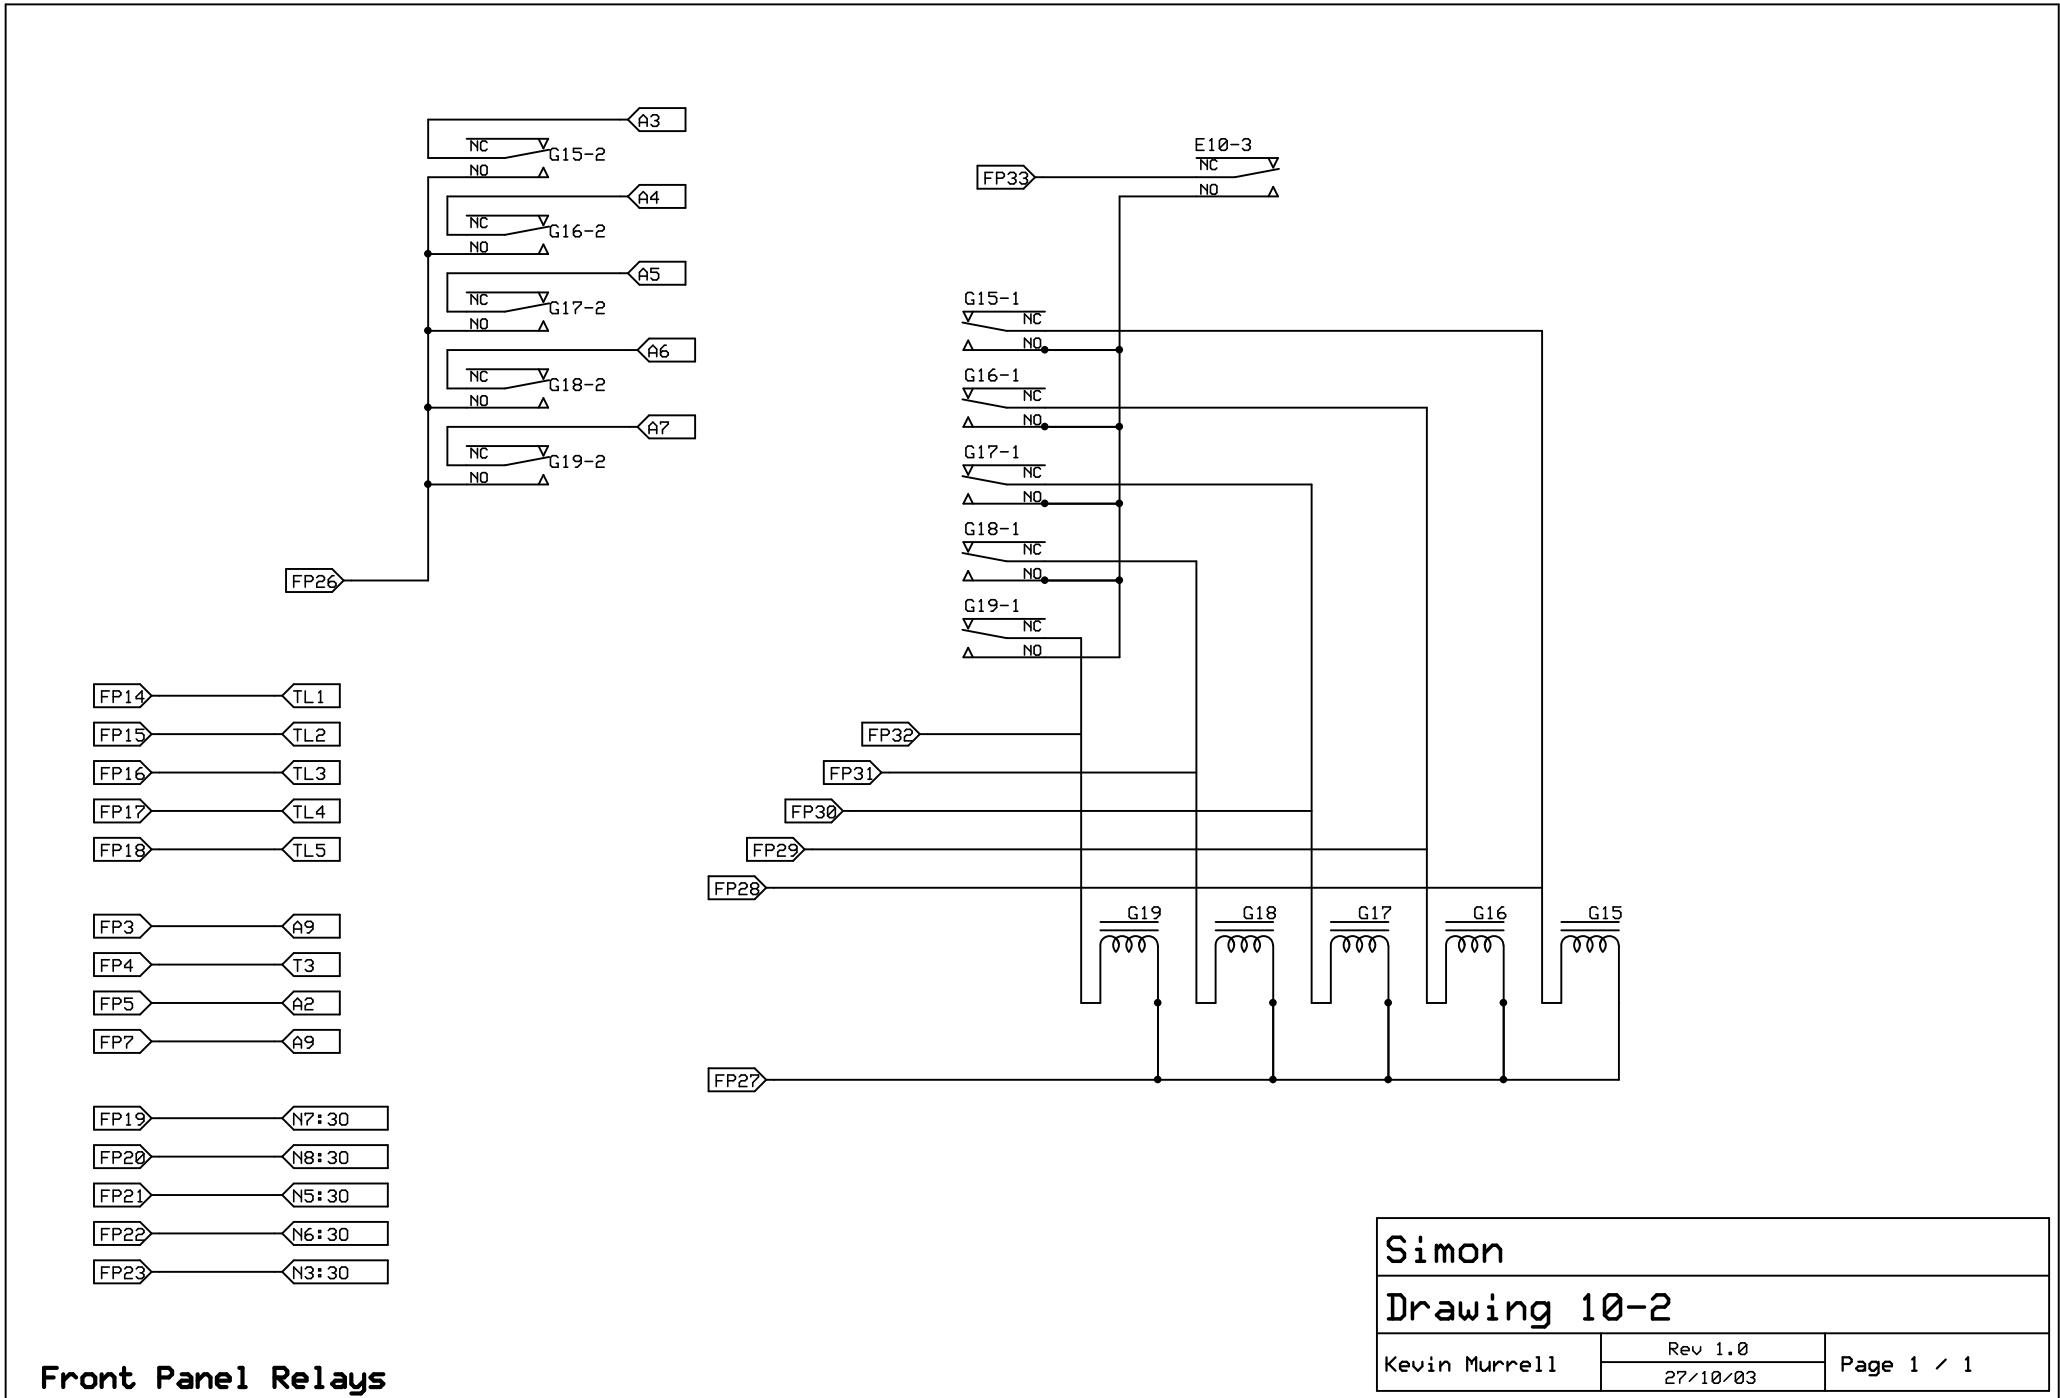 A3
NC
G15-2
NO
A4
NC
G16-2
NO
A5
NC
G17-2
NO
A6
NC
G18-2
NO
A7
NC
G19-2
NO
FP26
E10-3
FP33
NC
NO
G15-1
NC
NO
G16-1
NC
NO
G17-1
NC
NO
G18-1
NC
NO
G19-1
NC
NO
FP14 TL1
FP15 TL2
FP16 TL3
FP17 TL4
FP18 TL5
FP3 A9
FP4 T3
FP5 A2
FP7 A9
FP19 N7:30
FP20 N8:30
FP21 N5:30
FP22 N6:30
FP23 N3:30
FP32
FP31
FP30
FP29
FP28
G19 G18 G17 G16 G15
FP27
Simon
Drawing 10-2
Kevin Murrell
Rev 1.0
27/10/03
Page 1 / 1
Front Panel Relays